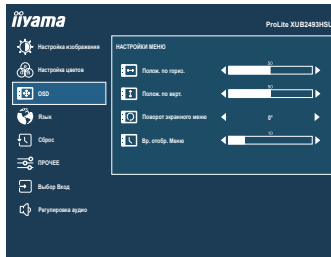 iiyama
ProLite XUB2493HSU
Настройка изображения
Настройка цветов
OSD
Язык
Сброс
ПРОЧЕЕ
Выбор Вход
Регулировка аудио
НАСТРОЙКИ МЕНЮ
Полож. по гориз.
50
Полож. по верт.
50
Поворот экранного меню
0°
Вр. отобр. Меню
10